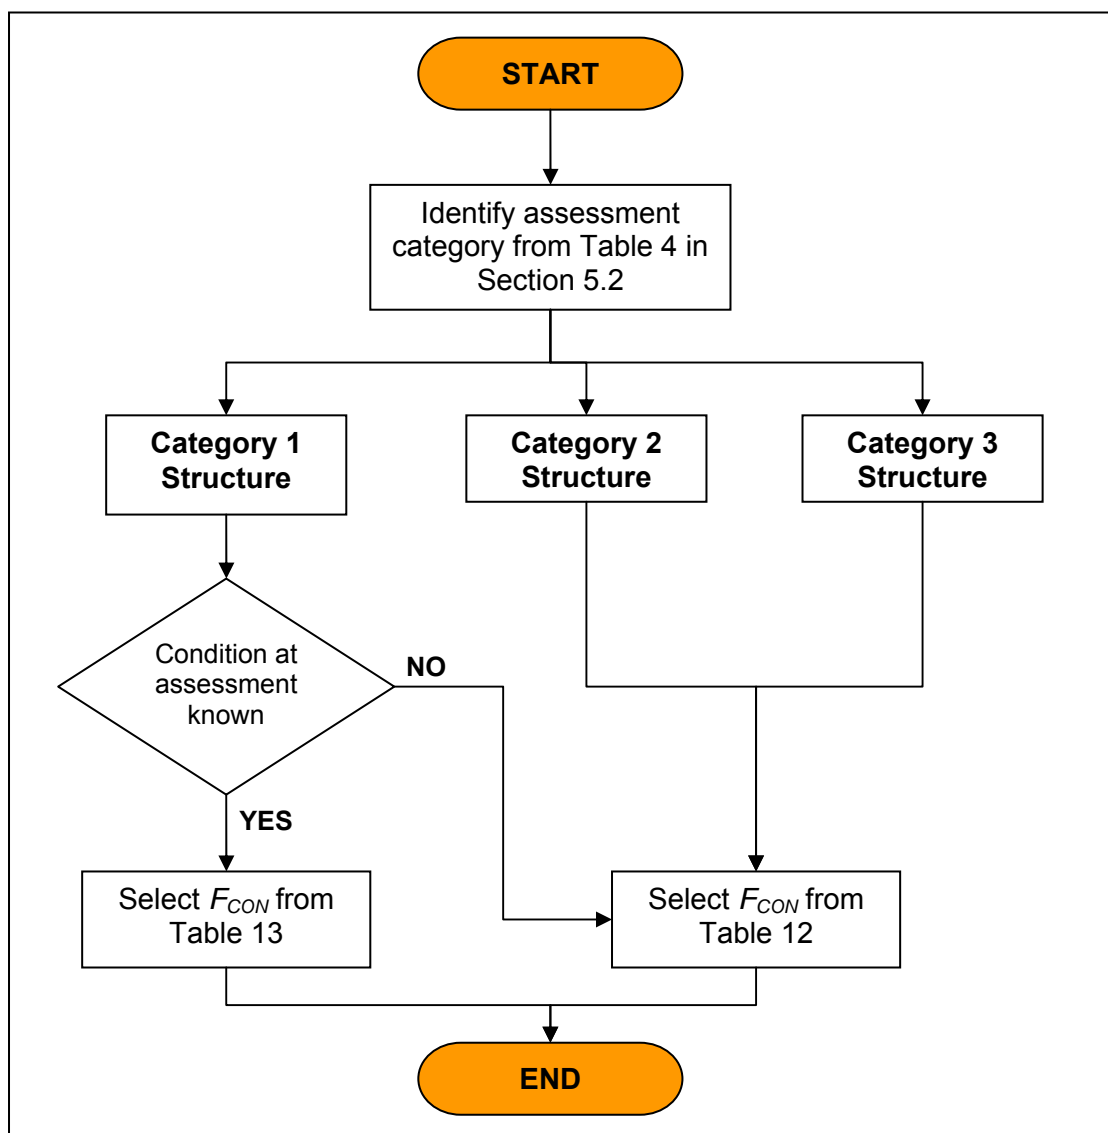 START
Identify assessment
category from Table 4 in
Section 5.2
Category 1
Structure
Category 2
Structure
Category 3
Structure
Condition at
assessment
known
NO
YES
Select FCON from
Table 13
Select FCON from
Table 12
END